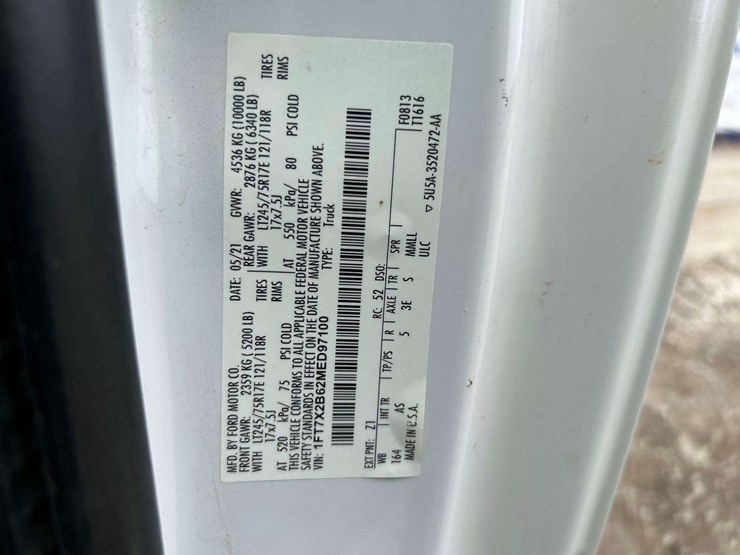 MFD. BY FORD MOTOR CO.
DATE: 05/21 GVWR: 4536 KG (10000 LB)
FRONT GAWR: 2359 KG (5200 LB) REAR GAWR: 2876 KG (6340 LB)
WITH LT245/75R17E 121/118R TIRES WITH LT245/75R17E 121/118R TIRES
17x7.5J RIMS 17x7.5J RIMS
AT 520 kPa/ 75 PSI COLD AT 550 kPa/ 80 PSI COLD
THIS VEHICLE CONFORMS TO ALL APPLICABLE FEDERAL MOTOR VEHICLE
SAFETY STANDARDS IN EFFECT ON THE DATE OF MANUFACTURE SHOWN ABOVE.
VIN: 1FT7X2B62MED97100 TYPE: Truck
EXT PNT: Z1 RC: 52 DSO: F0813
WB INT TR TP/PS R AXLE TR SPR T1616
164 AS 5 3E S MMLL
MADE IN U.S.A. ULC
▽ 5U5A-3520472-AA